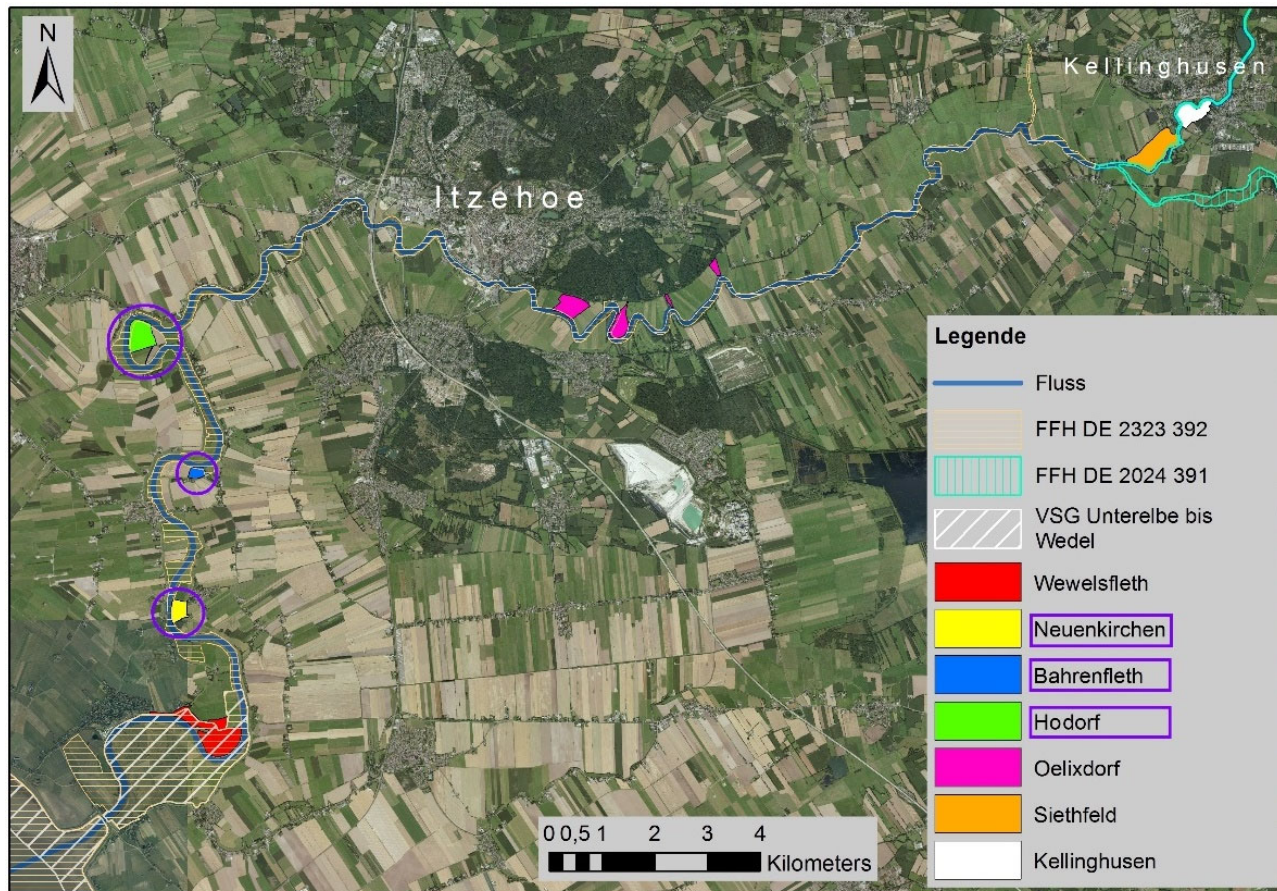 N
Kellinghusen
Itzehoe
Legende
Fluss
FFH DE 2323 392
FFH DE 2024 391
VSG Unterelbe bis
Wedel
Wewelsfleth
Neuenkirchen
Bahrenfleth
Hodorf
Oelixdorf
Siethfeld
Kellinghusen
0 0,5 1 2 3 4
Kilometers